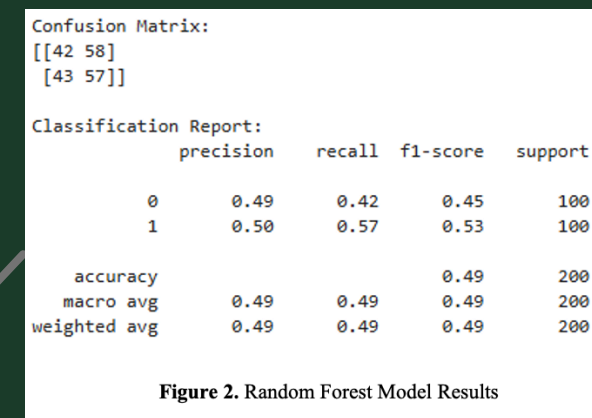 Confusion Matrix:
[[42 58]
 [43 57]]
Classification Report:
precision recall f1-score support
0 0.49 0.42 0.45 100
1 0.50 0.57 0.53 100
accuracy 0.49 200
macro avg 0.49 0.49 0.49 200
weighted avg 0.49 0.49 0.49 200
Figure 2. Random Forest Model Results